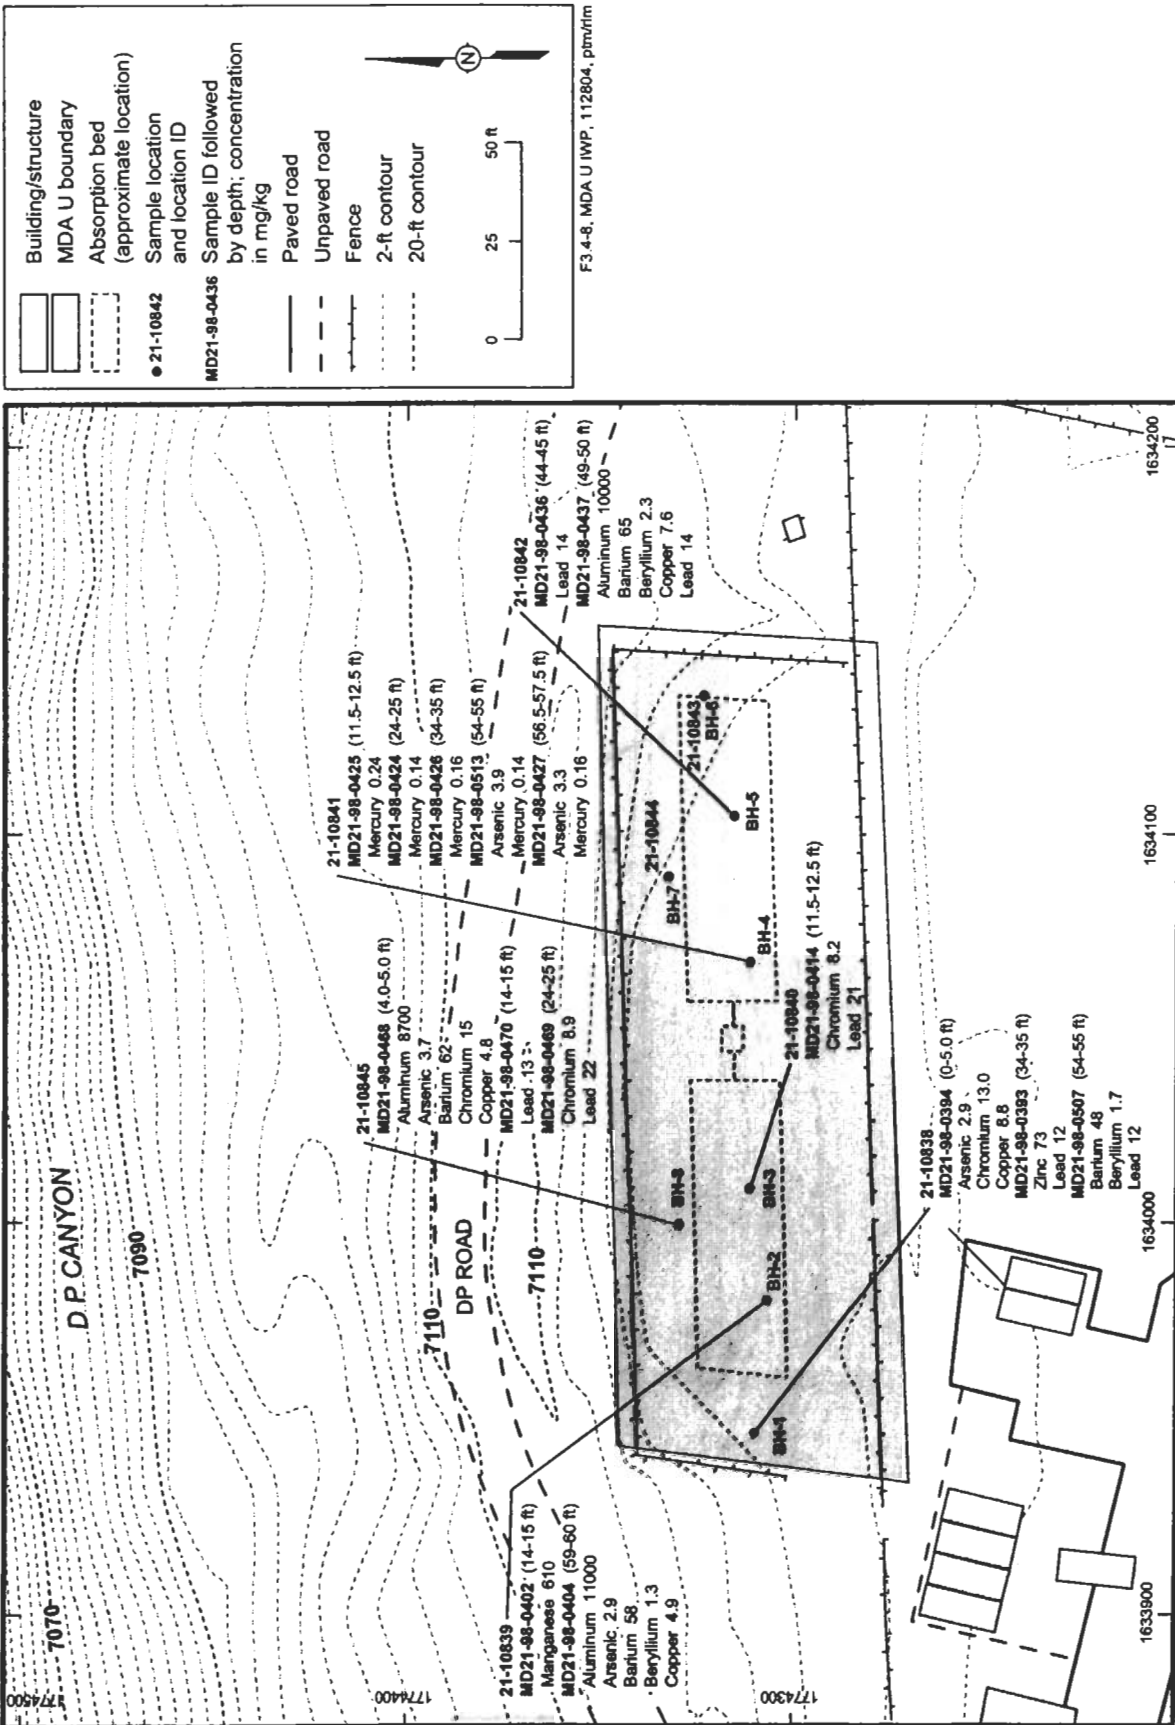 Building/structure
MDA U boundary
Absorption bed
(approximate location)
21-10842
Sample location
and location ID
MD21-98-0436
Sample ID followed
by depth; concentration
in mg/kg
Paved road
Unpaved road
Fence
2-ft contour
20-ft contour
0
25
50 ft
N
F3.4-8, MDA U IWP, 112804, ptm/rlm
D.P. CANYON
7070
7090
7110
DP ROAD
7110
21-10839
MD21-98-0402 (14-15 ft)
Manganese 610
MD21-98-0404 (59-60 ft)
Aluminum 11000
Arsenic 2.9
Barium 58
Beryllium 1.3
Copper 4.9
21-10845
MD21-98-0468 (4.0-5.0 ft)
Aluminum 8700
Arsenic 3.7
Barium 62
Chromium 15
Copper 4.8
MD21-98-0470 (14-15 ft)
Lead 13
MD21-98-0469 (24-25 ft)
Chromium 8.9
Lead 22
21-10841
MD21-98-0425 (11.5-12.5 ft)
Mercury 0.24
MD21-98-0424 (24-25 ft)
Mercury 0.14
MD21-98-0426 (34-35 ft)
Mercury 0.16
MD21-98-0513 (54-55 ft)
Arsenic 3.9
Mercury 0.14
MD21-98-0427 (56.5-57.5 ft)
Arsenic 3.3
Mercury 0.16
21-10842
MD21-98-0436 (44-45 ft)
Lead 14
MD21-98-0437 (49-50 ft)
Aluminum 10000
Barium 65
Beryllium 2.3
Copper 7.6
Lead 14
BH-1
BH-2
BH-3
BH-8
BH-4
BH-7
21-10844
BH-5
21-10843
BH-6
21-10840
MD21-98-0414 (11.5-12.5 ft)
Chromium 8.2
Lead 21
21-10838
MD21-98-0394 (0-5.0 ft)
Arsenic 2.9
Chromium 13.0
Copper 8.8
MD21-98-0393 (34-35 ft)
Zinc 73
Lead 12
MD21-98-0507 (54-55 ft)
Barium 48
Beryllium 1.7
Lead 12
1774500
1774400
1774300
1633900
1634000
1634100
1634200